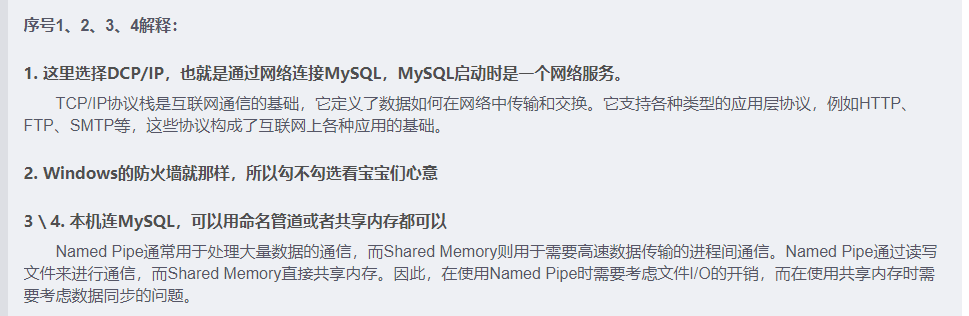 序号1、2、3、4解释：
1. 这里选择DCP/IP，也就是通过网络连接MySQL，MySQL启动时是一个网络服务。
TCP/IP协议栈是互联网通信的基础，它定义了数据如何在网络中传输和交换。它支持各种类型的应用层协议，例如HTTP、
FTP、SMTP等，这些协议构成了互联网上各种应用的基础。
2. Windows的防火墙就那样，所以勾不勾选看宝宝们心意
3 \ 4. 本机连MySQL，可以用命名管道或者共享内存都可以
Named Pipe通常用于处理大量数据的通信，而Shared Memory则用于需要高速数据传输的进程间通信。Named Pipe通过读写
文件来进行通信，而Shared Memory直接共享内存。因此，在使用Named Pipe时需要考虑文件I/O的开销，而在使用共享内存时需
要考虑数据同步的问题。